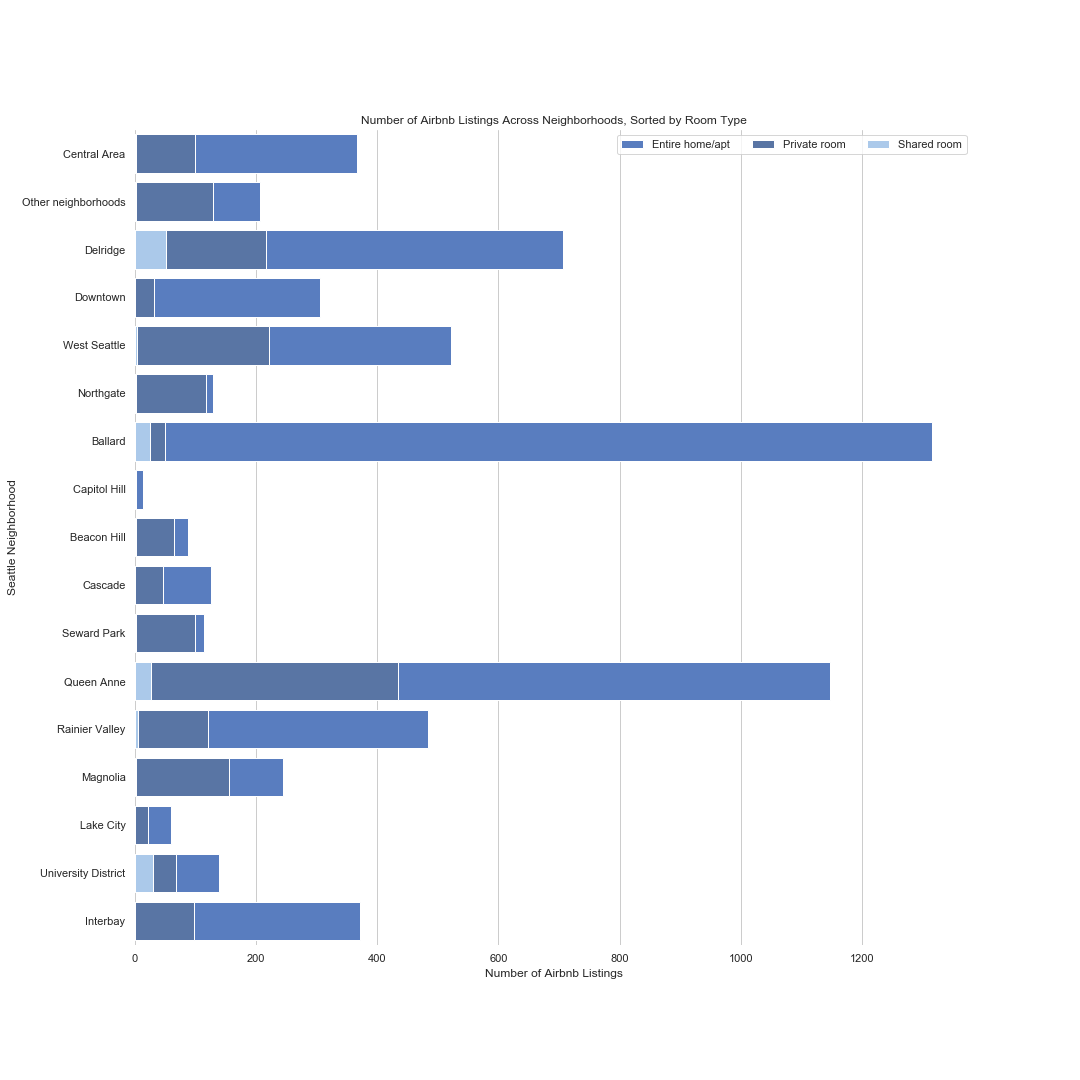 Number of Airbnb Listings Across Neighborhoods, Sorted by Room Type
Entire home/apt Private room Shared room
Seattle Neighborhood
Central Area
Other neighborhoods
Delridge
Downtown
West Seattle
Northgate
Ballard
Capitol Hill
Beacon Hill
Cascade
Seward Park
Queen Anne
Rainier Valley
Magnolia
Lake City
University District
Interbay
0 200 400 600 800 1000 1200
Number of Airbnb Listings